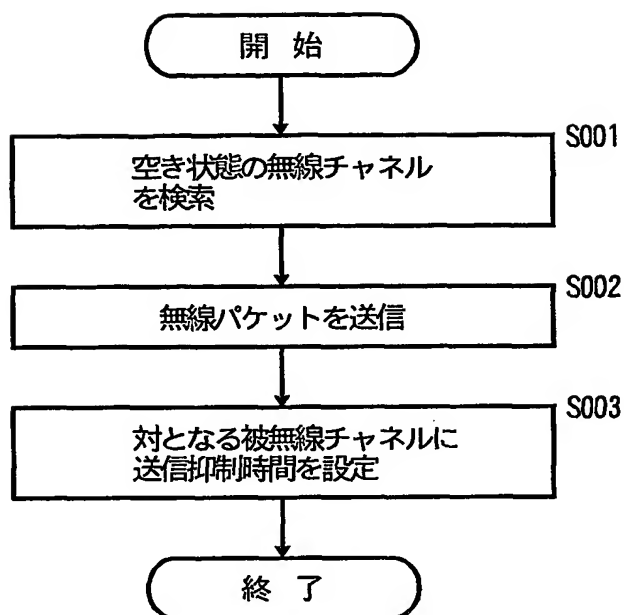 開 始
S001
空き状態の無線チャネル
を検索
S002
無線パケットを送信
S003
対となる被無線チャネルに
送信抑制時間を設定
終 了